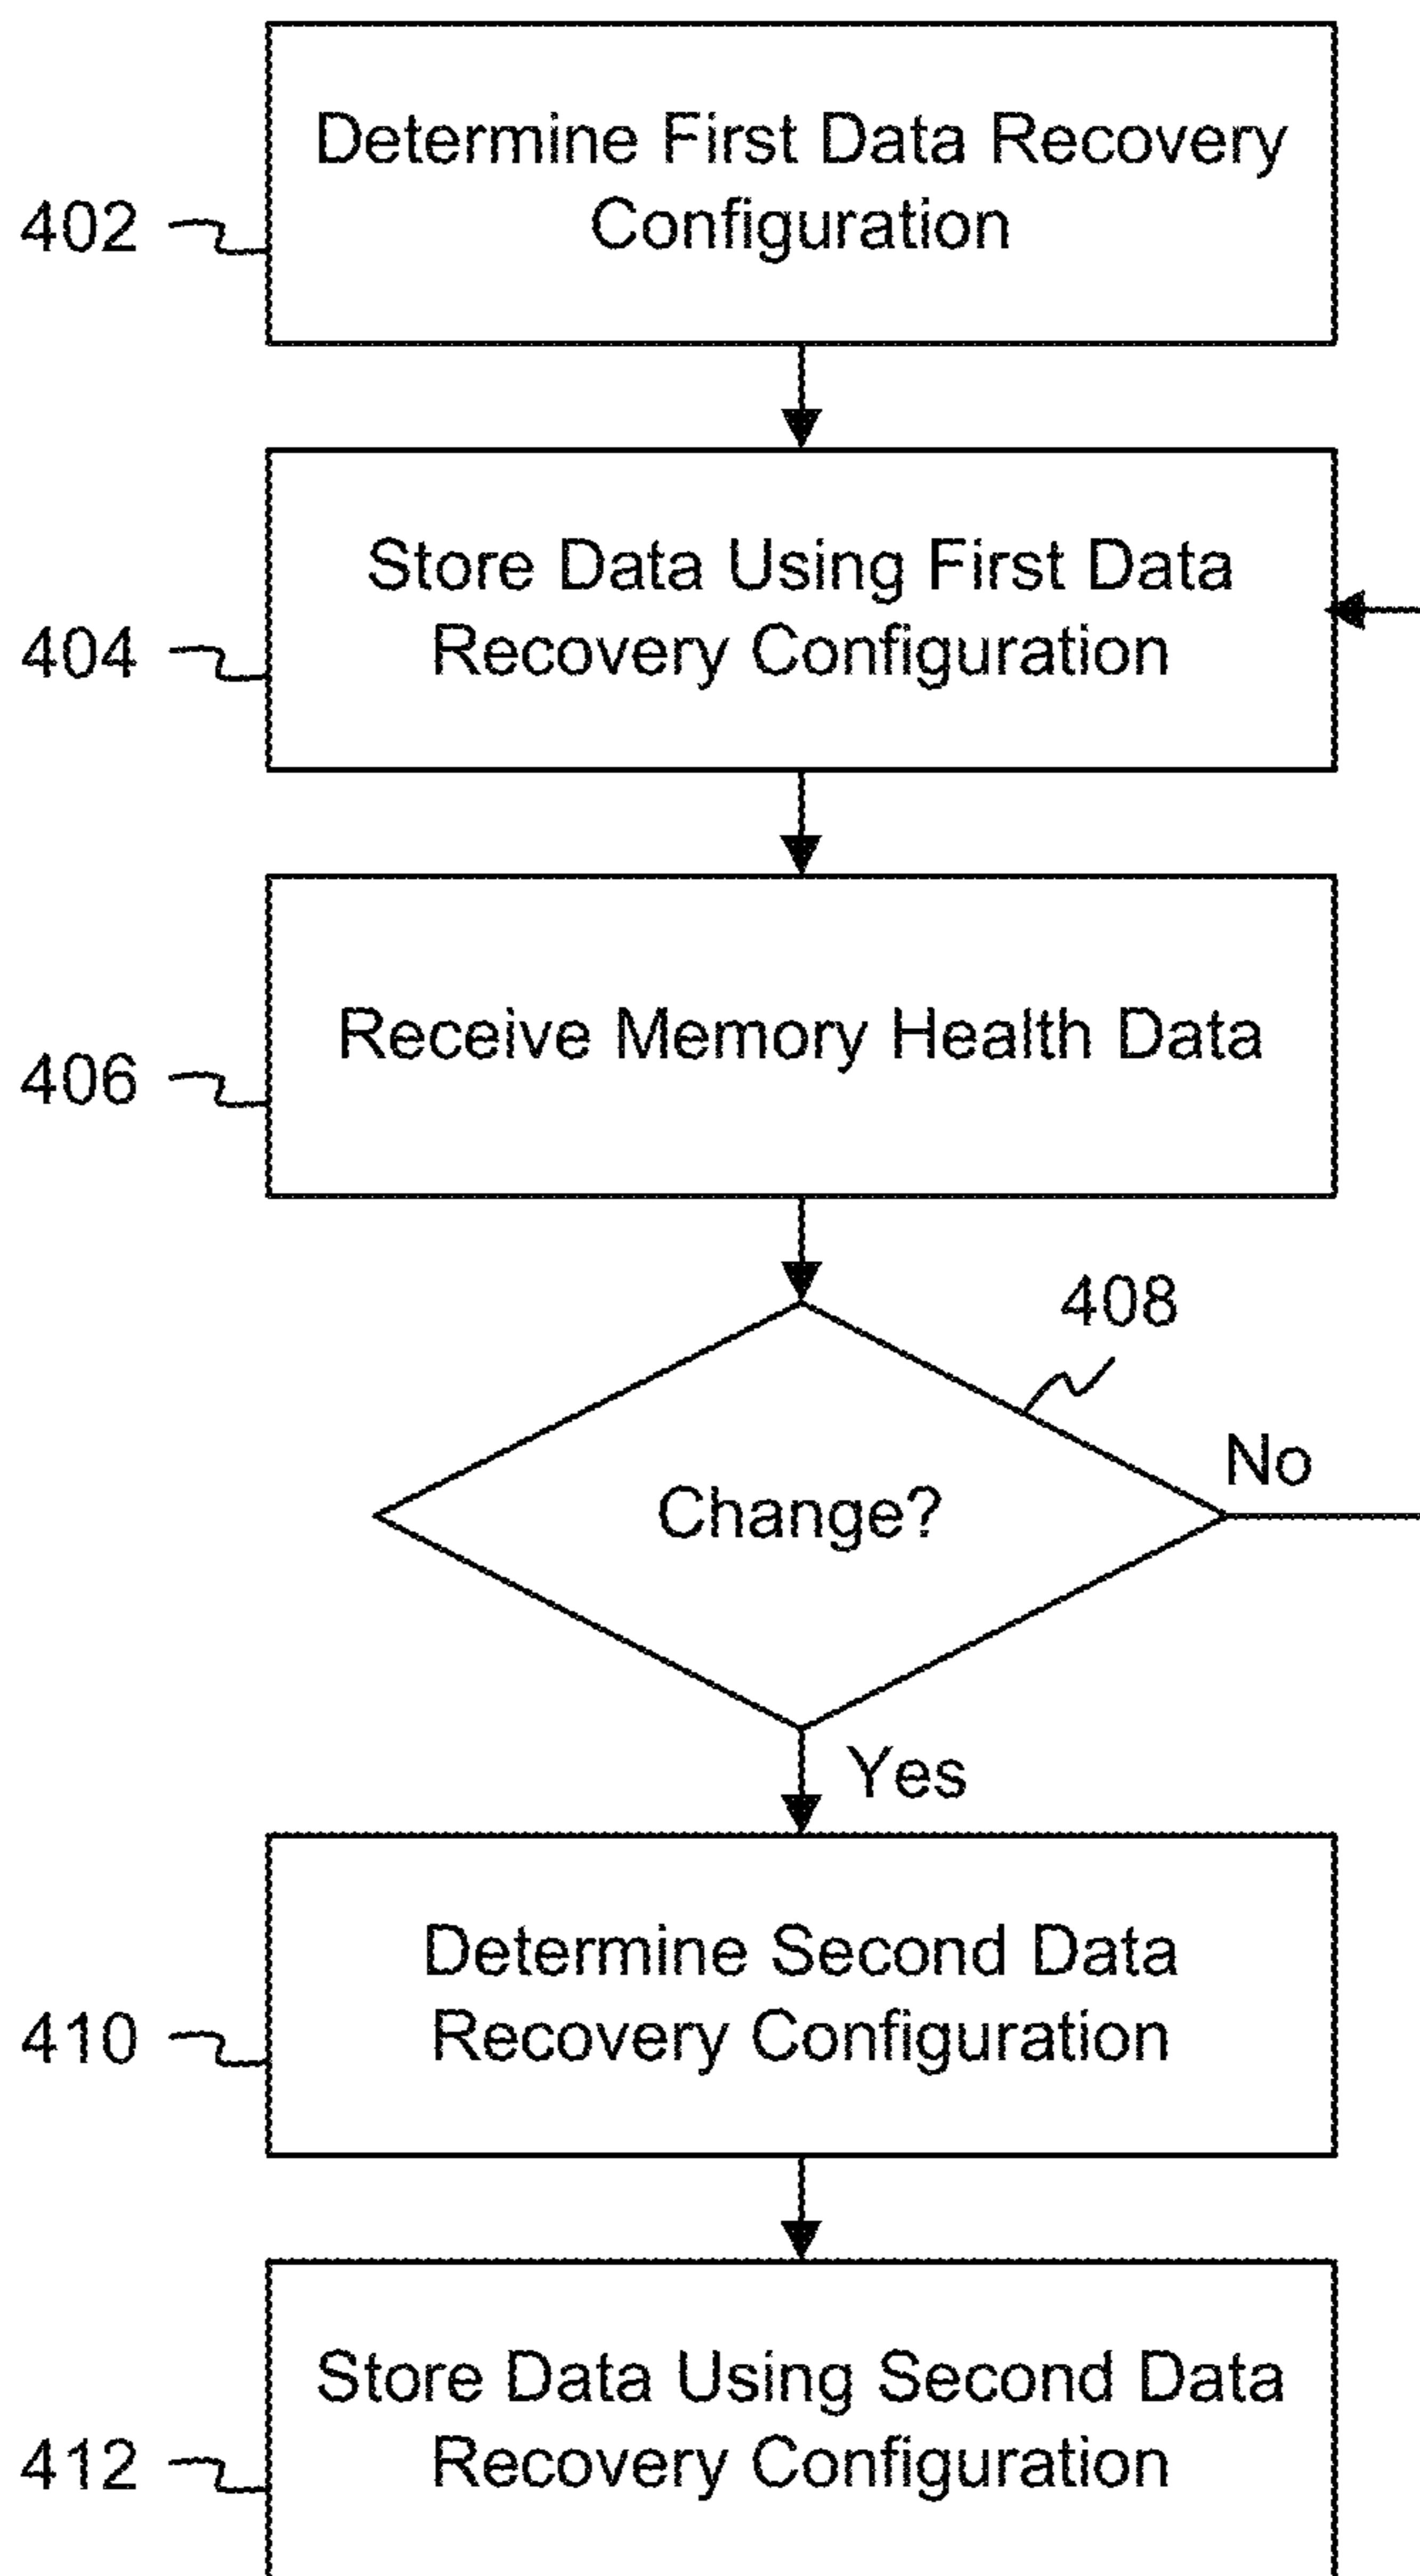 Determine First Data Recovery
Configuration
402
Store Data Using First Data
Recovery Configuration
404
Receive Memory Health Data
406
408
No
Change?
Yes
Determine Second Data
Recovery Configuration
410
Store Data Using Second Data
Recovery Configuration
412